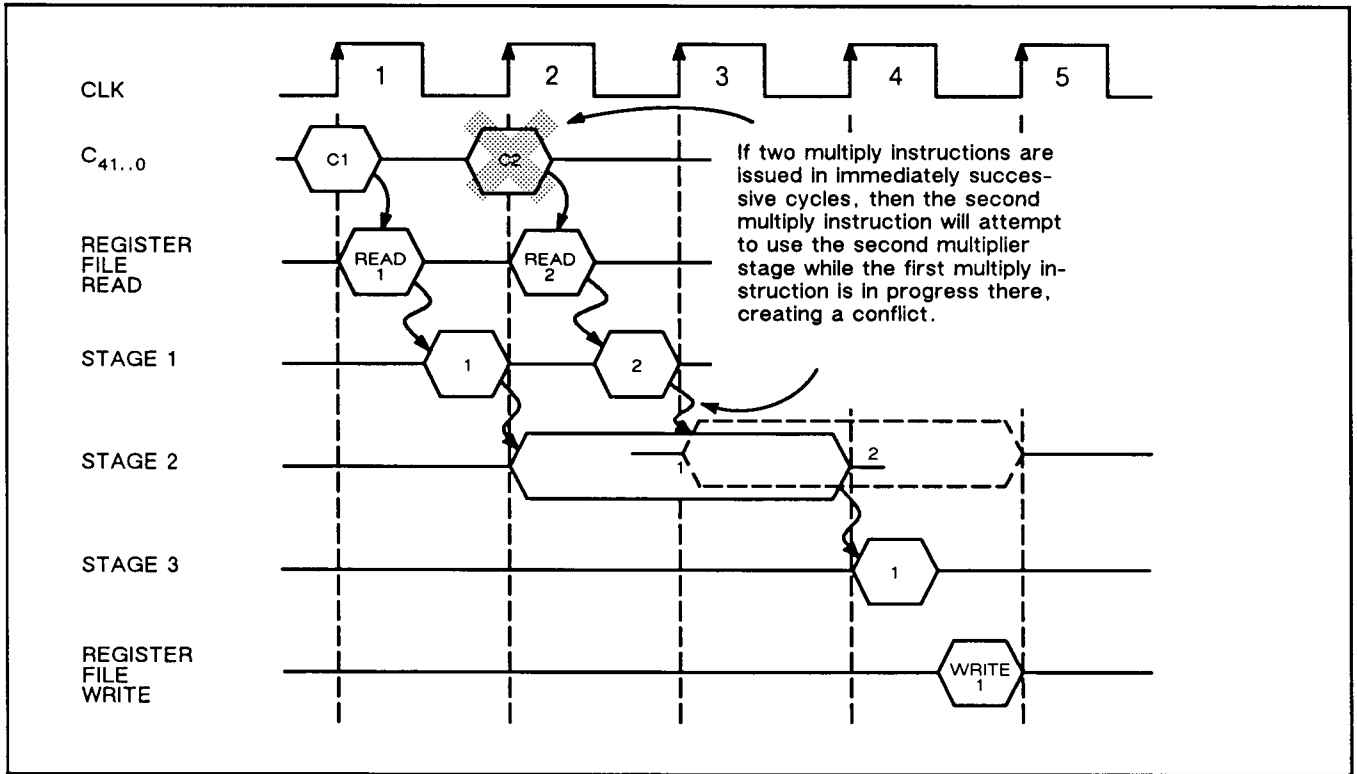 CLK
1
2
3
4
5
C41..0
C1
C2
If two multiply instructions are
issued in immediately succes-
sive cycles, then the second
multiply instruction will attempt
to use the second multiplier
stage while the first multiply in-
struction is in progress there,
creating a conflict.
REGISTER
FILE
READ
READ
1
READ
2
STAGE 1
1
2
STAGE 2
1
2
STAGE 3
1
REGISTER
FILE
WRITE
WRITE
1